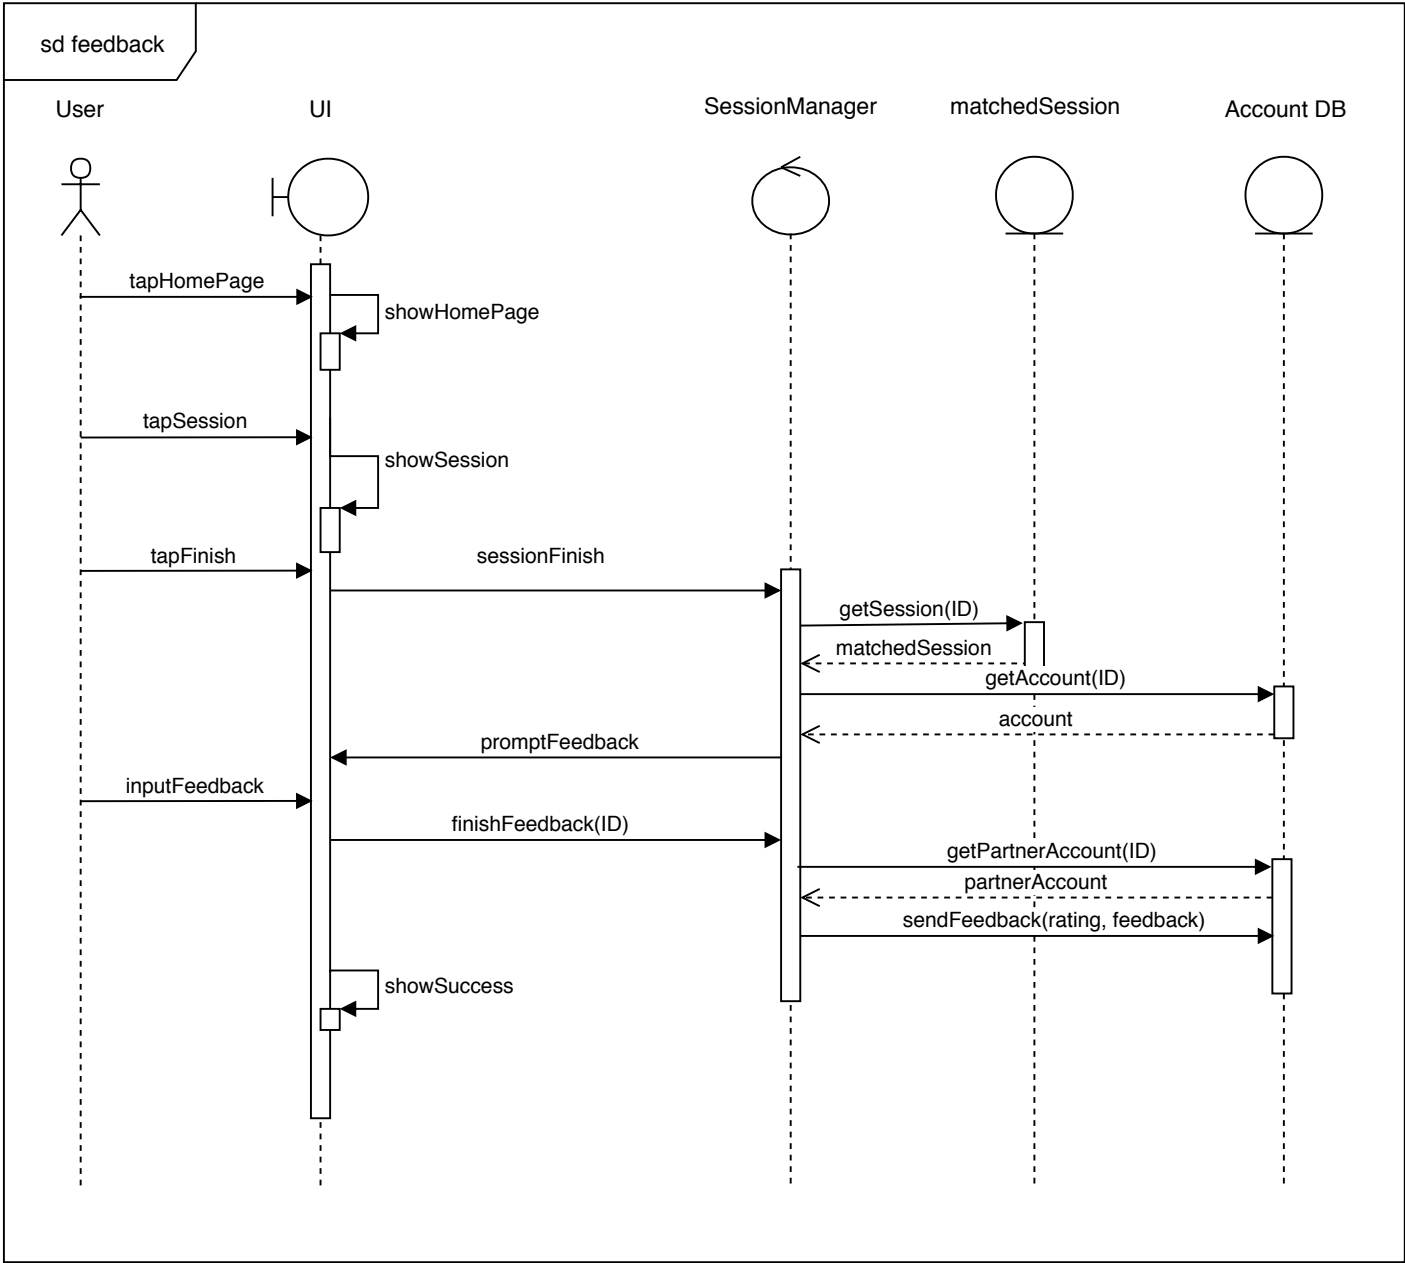 sd feedback
User
UI
SessionManager
matchedSession
Account DB
tapHomePage
showHomePage
tapSession
showSession
tapFinish
sessionFinish
getSession(ID)
matchedSession
getAccount(ID)
account
promptFeedback
inputFeedback
finishFeedback(ID)
getPartnerAccount(ID)
partnerAccount
sendFeedback(rating, feedback)
showSuccess